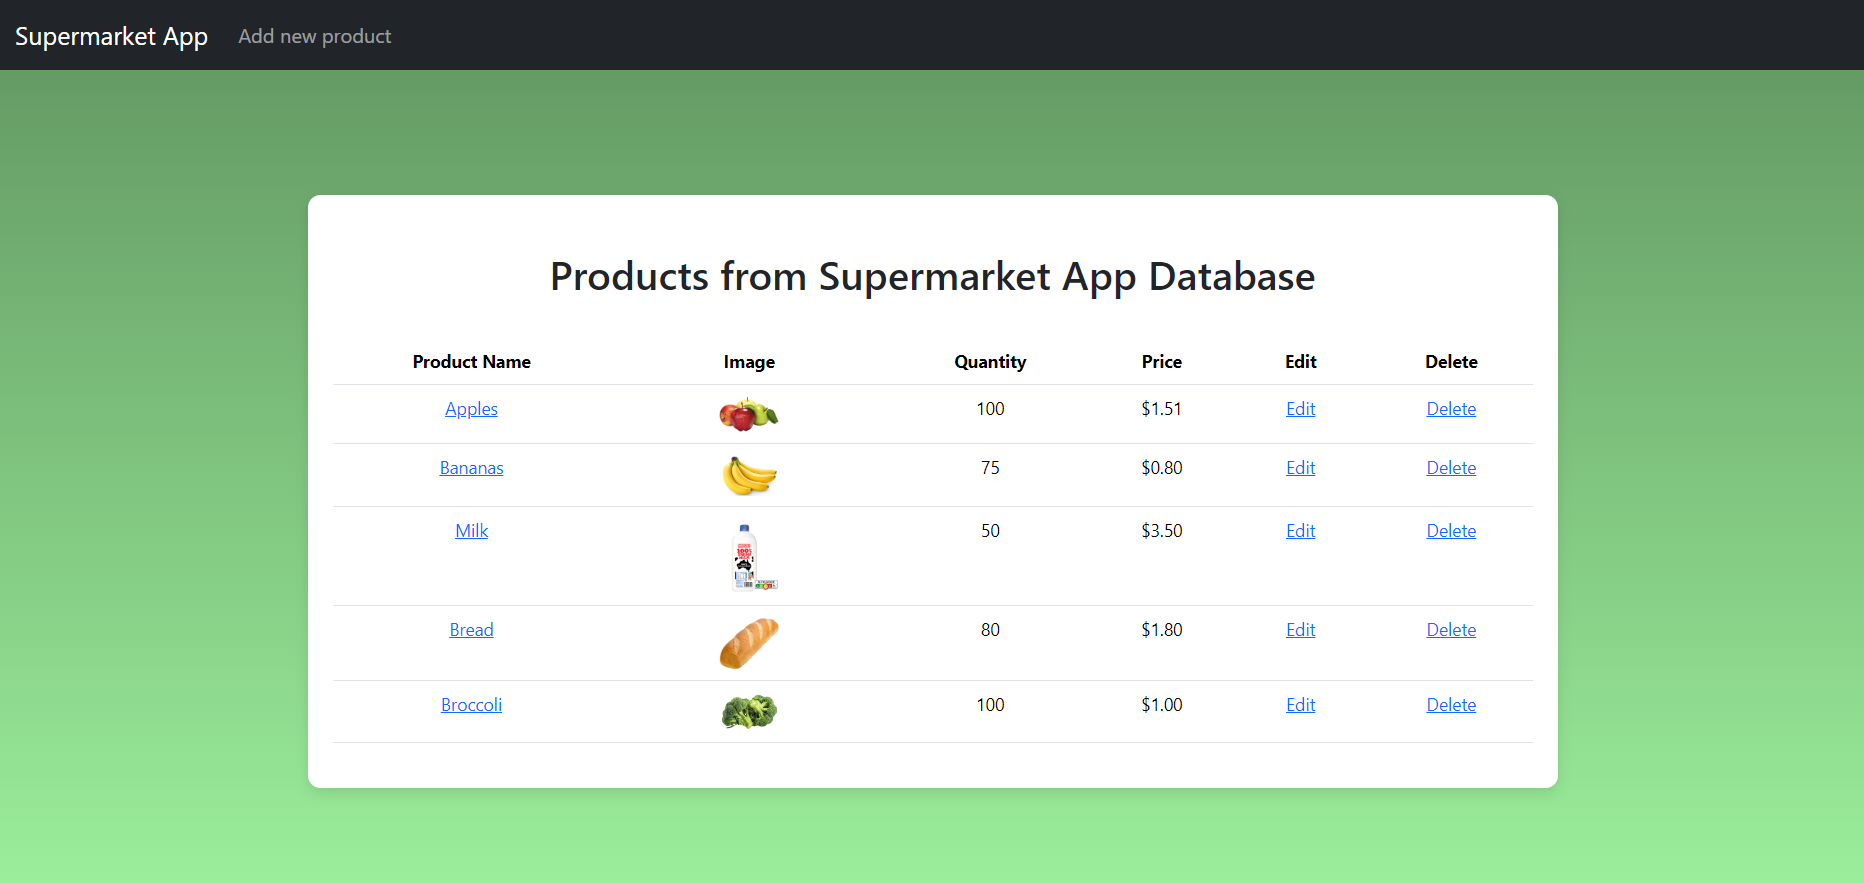 Supermarket App Add new product
Products from Supermarket App Database
Product Name Image Quantity Price Edit Delete
Apples 100 $1.51 Edit Delete
Bananas 75 $0.80 Edit Delete
Milk 50 $3.50 Edit Delete
Bread 80 $1.80 Edit Delete
Broccoli 100 $1.00 Edit Delete